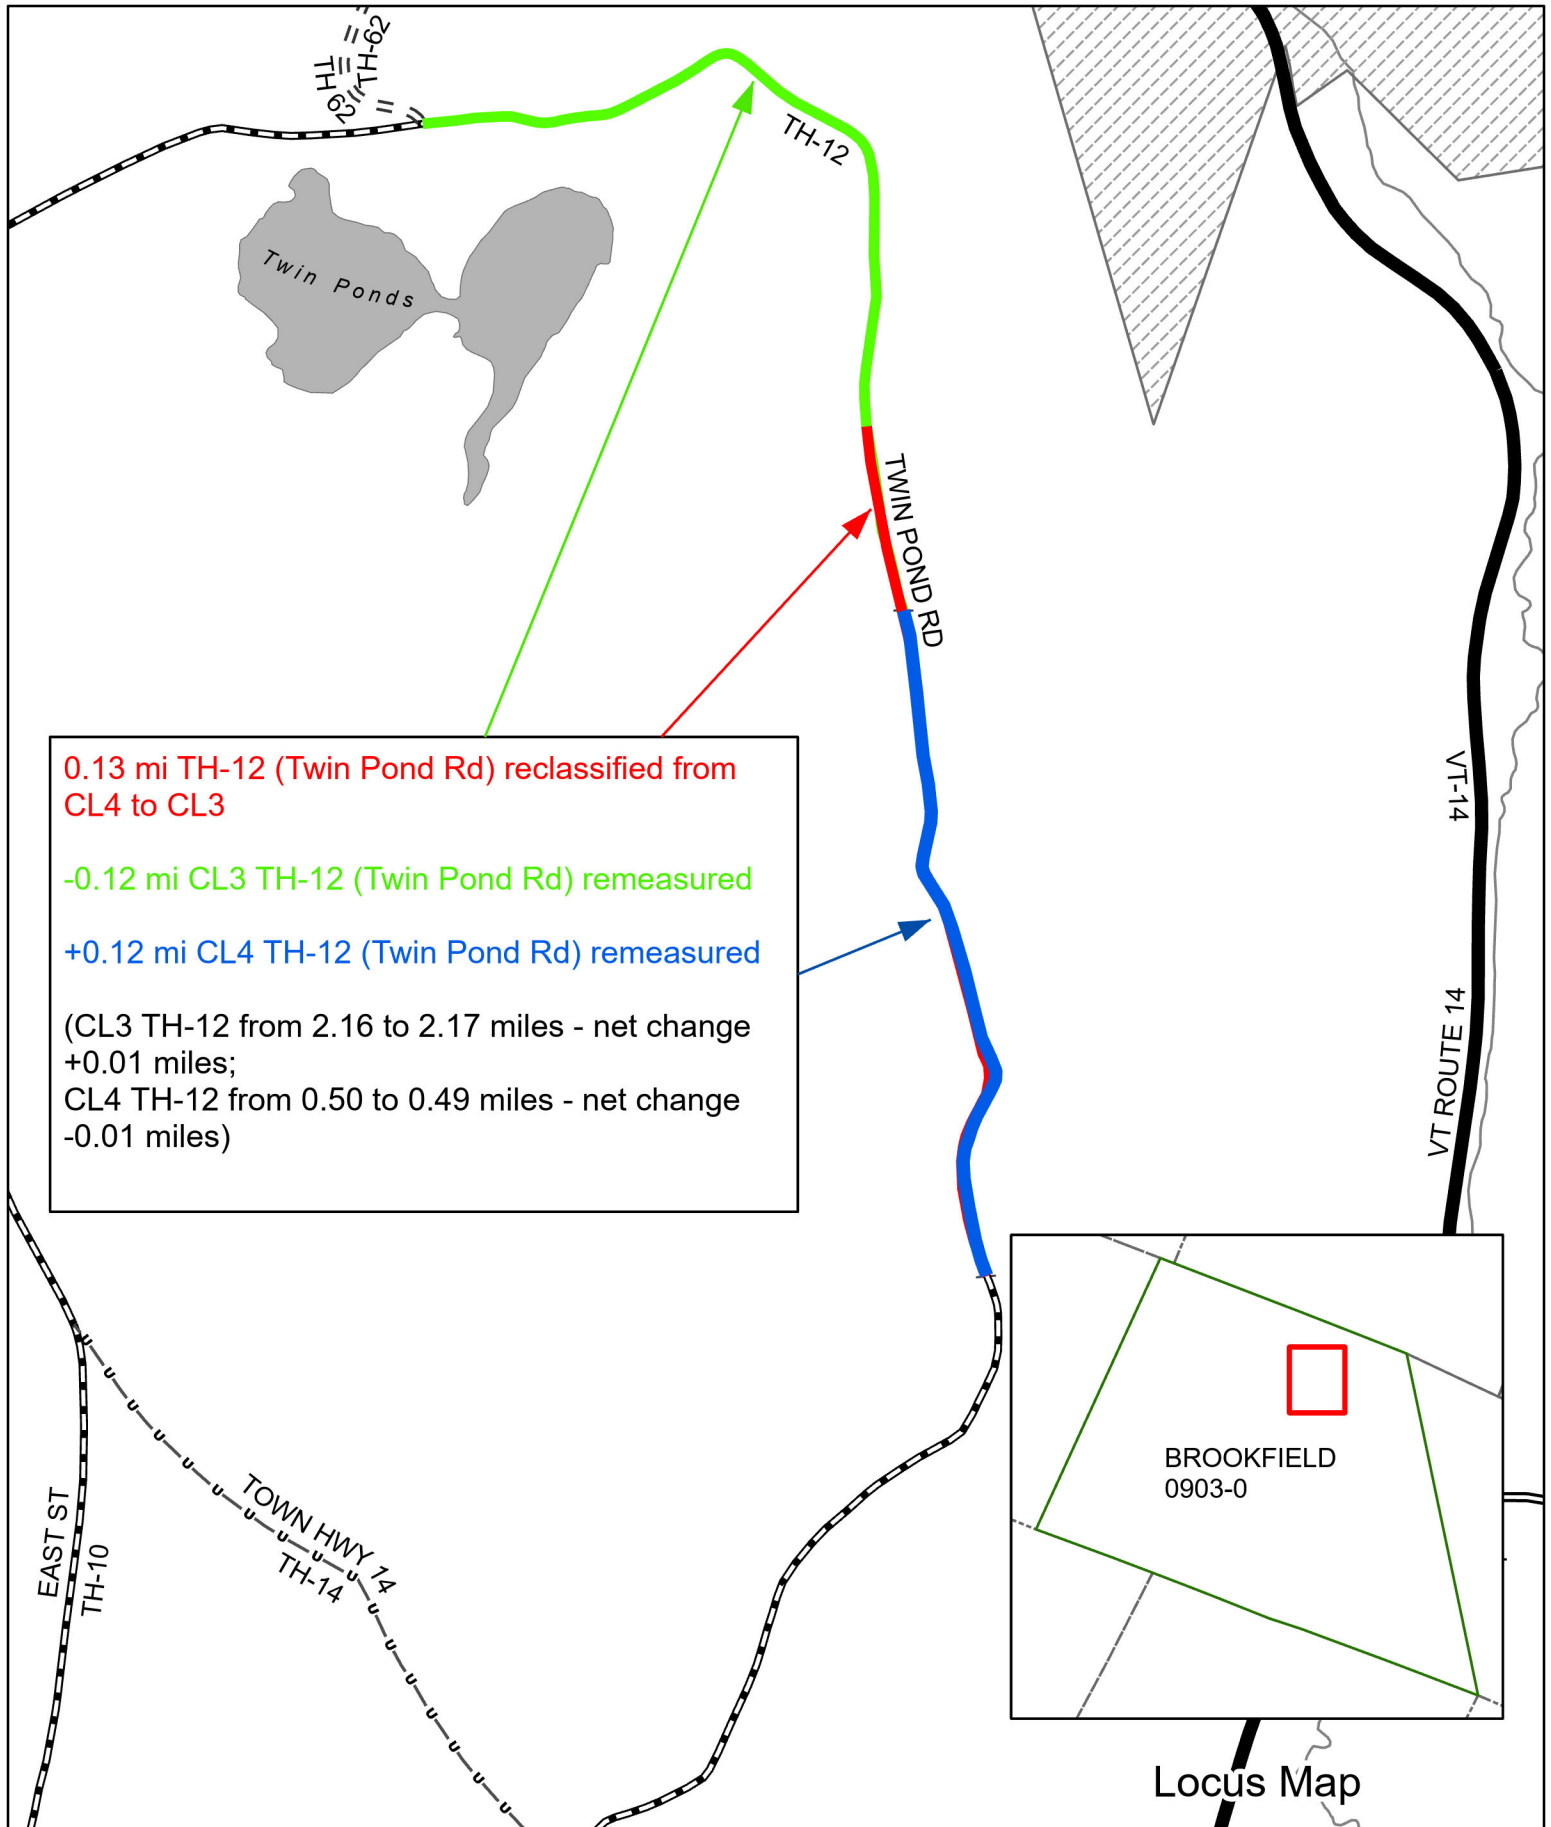 TH-62
TH 62
TH-12
Twin Ponds
TWIN POND RD
0.13 mi TH-12 (Twin Pond Rd) reclassified from
CL4 to CL3
-0.12 mi CL3 TH-12 (Twin Pond Rd) remeasured
+0.12 mi CL4 TH-12 (Twin Pond Rd) remeasured
(CL3 TH-12 from 2.16 to 2.17 miles - net change
+0.01 miles;
CL4 TH-12 from 0.50 to 0.49 miles - net change
-0.01 miles)
VT-14
VT ROUTE 14
EAST ST
TH-10
TOWN HWY 14
TH-14
BROOKFIELD
0903-0
Locus Map